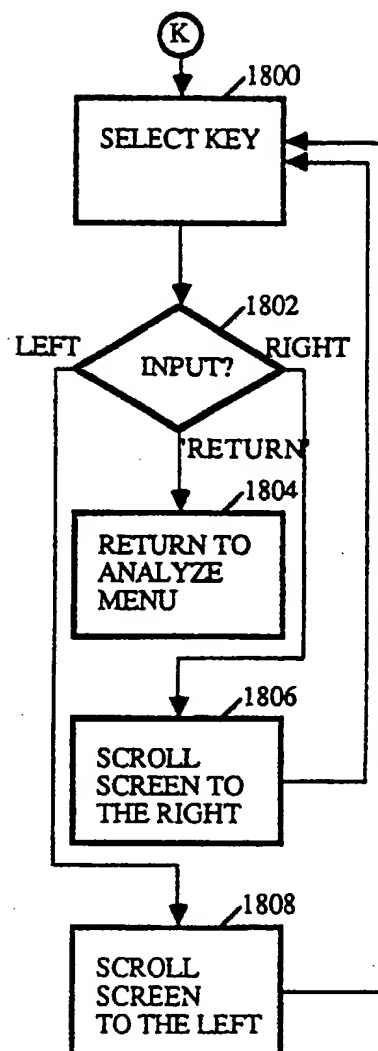 K
1800
SELECT KEY
1802
LEFT
INPUT?
RIGHT
'RETURN'
1804
RETURN TO
ANALYZE
MENU
1806
SCROLL
SCREEN TO
THE RIGHT
1808
SCROLL
SCREEN
TO THE LEFT